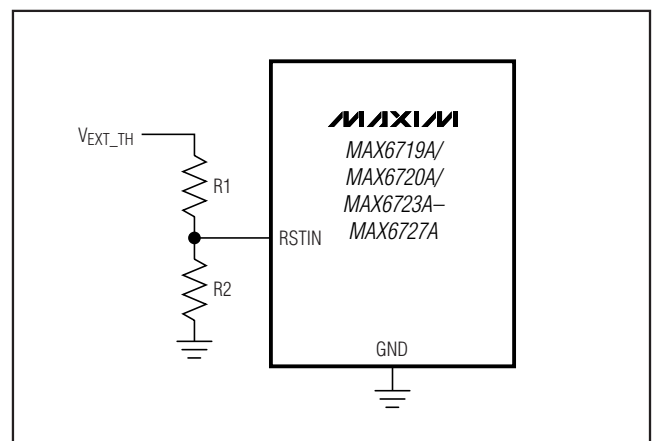 MAXIM
MAX6719A/
MAX6720A/
MAX6723A–
MAX6727A
VEXT_TH
R1
RSTIN
R2
GND